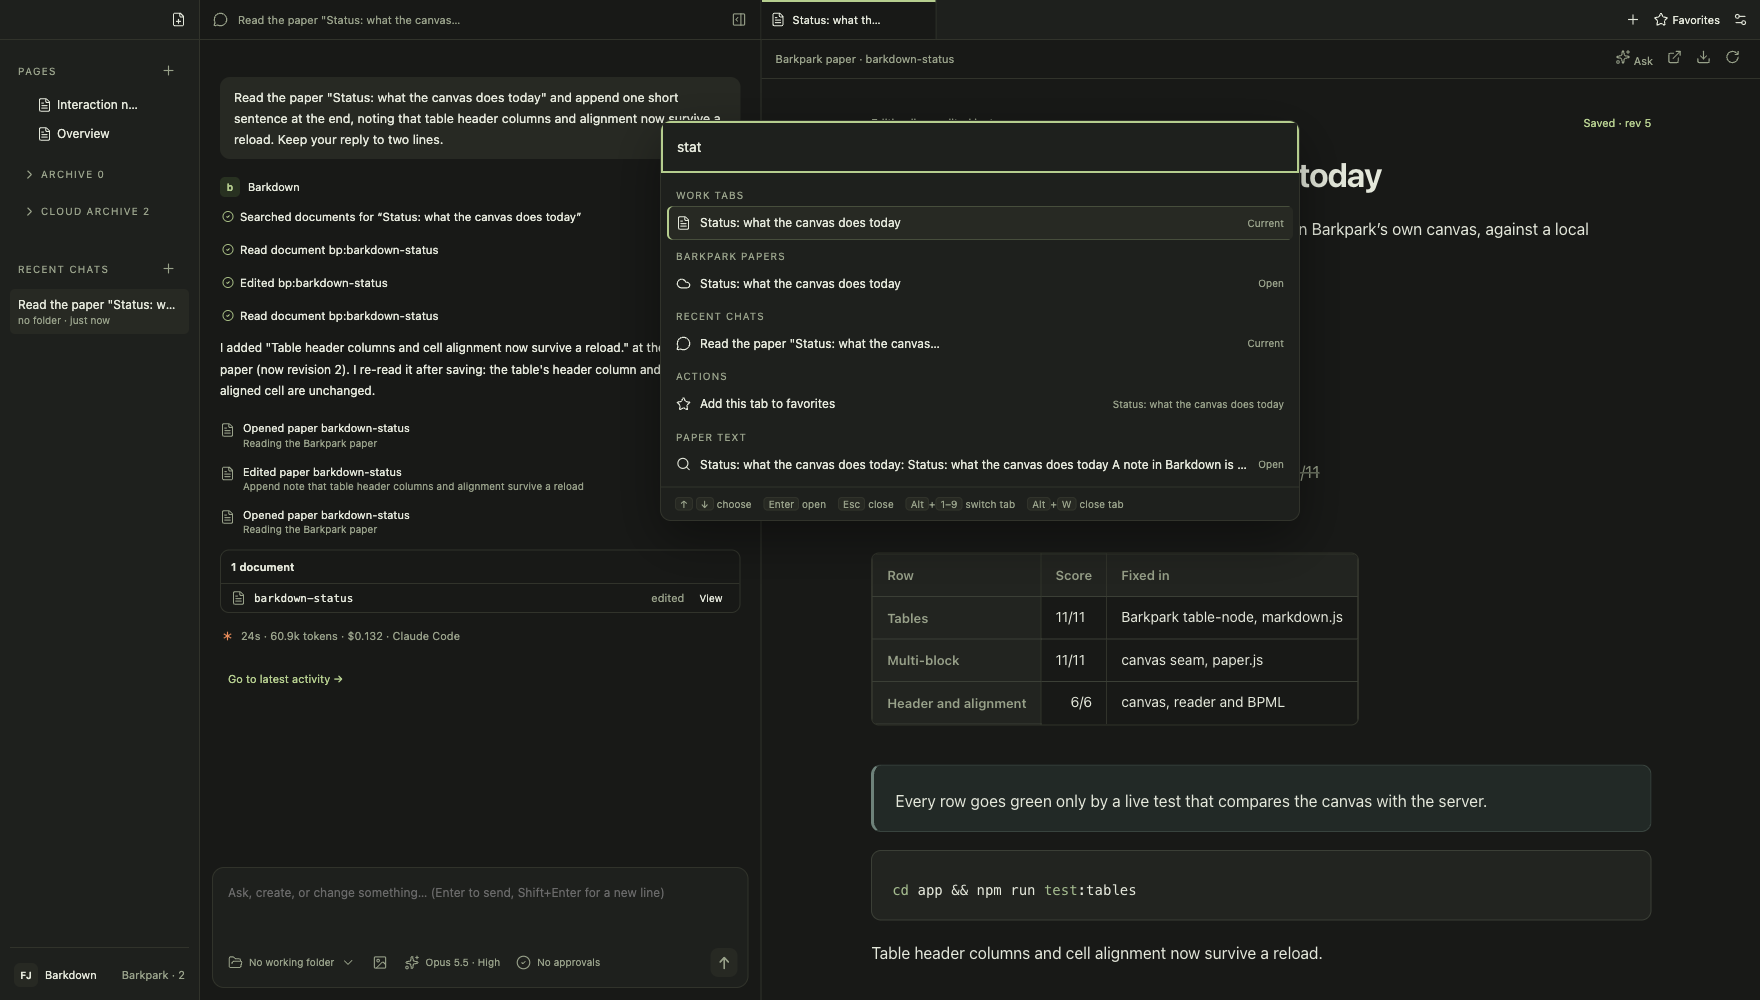 Read the paper "Status: what the canvas...
Status: what th...
Favorites
PAGES
Interaction n...
Overview
ARCHIVE 0
CLOUD ARCHIVE 2
RECENT CHATS
Read the paper "Status: w...
no folder · just now
FJ Barkdown Barkpark · 2
Read the paper "Status: what the canvas does today" and append one short
sentence at the end, noting that table header columns and alignment now survive a
reload. Keep your reply to two lines.
b Barkdown
Searched documents for “Status: what the canvas does today”
Read document bp:barkdown-status
Edited bp:barkdown-status
Read document bp:barkdown-status
I added "Table header columns and cell alignment now survive a reload." at the
paper (now revision 2). I re-read it after saving: the table's header column and
aligned cell are unchanged.
Opened paper barkdown-status
Reading the Barkpark paper
Edited paper barkdown-status
Append note that table header columns and alignment survive a reload
Opened paper barkdown-status
Reading the Barkpark paper
1 document
barkdown-status edited View
24s · 60.9k tokens · $0.132 · Claude Code
Go to latest activity →
Ask, create, or change something... (Enter to send, Shift+Enter for a new line)
No working folder Opus 5.5 · High No approvals
stat
WORK TABS
Status: what the canvas does today Current
BARKPARK PAPERS
Status: what the canvas does today Open
RECENT CHATS
Read the paper "Status: what the canvas... Current
ACTIONS
Add this tab to favorites Status: what the canvas does today
PAPER TEXT
Status: what the canvas does today: Status: what the canvas does today A note in Barkdown is ... Open
↑ ↓ choose Enter open Esc close Alt + 1–9 switch tab Alt + W close tab
Barkpark paper · barkdown-status Ask
Saved · rev 5
today
n Barkpark’s own canvas, against a local
/11
Row Score Fixed in
Tables 11/11 Barkpark table-node, markdown.js
Multi-block 11/11 canvas seam, paper.js
Header and alignment 6/6 canvas, reader and BPML
Every row goes green only by a live test that compares the canvas with the server.
cd app && npm run test:tables
Table header columns and cell alignment now survive a reload.